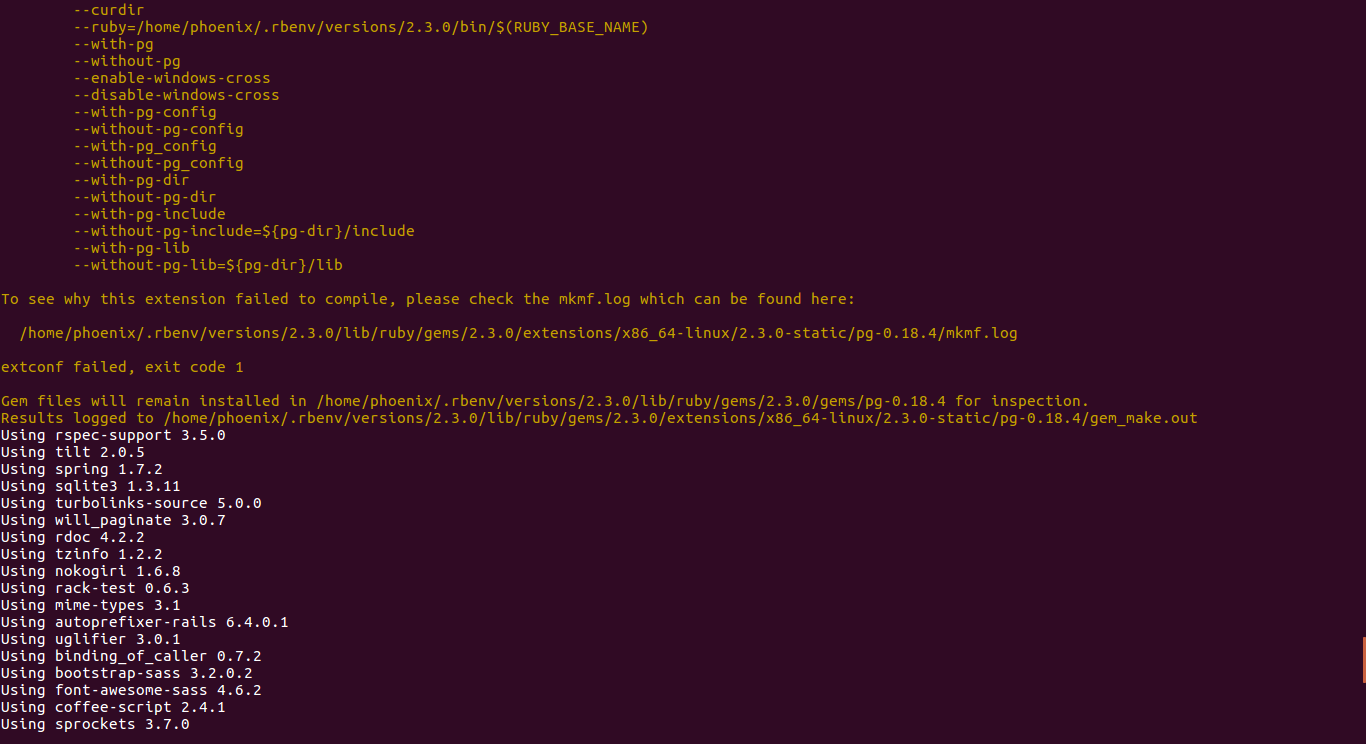 --curdir
--ruby=/home/phoenix/.rbenv/versions/2.3.0/bin/$(RUBY_BASE_NAME)
--with-pg
--without-pg
--enable-windows-cross
--disable-windows-cross
--with-pg-config
--without-pg-config
--with-pg_config
--without-pg_config
--with-pg-dir
--without-pg-dir
--with-pg-include
--without-pg-include=${pg-dir}/include
--with-pg-lib
--without-pg-lib=${pg-dir}/lib
To see why this extension failed to compile, please check the mkmf.log which can be found here:
/home/phoenix/.rbenv/versions/2.3.0/lib/ruby/gems/2.3.0/extensions/x86_64-linux/2.3.0-static/pg-0.18.4/mkmf.log
extconf failed, exit code 1
Gem files will remain installed in /home/phoenix/.rbenv/versions/2.3.0/lib/ruby/gems/2.3.0/gems/pg-0.18.4 for inspection.
Results logged to /home/phoenix/.rbenv/versions/2.3.0/lib/ruby/gems/2.3.0/extensions/x86_64-linux/2.3.0-static/pg-0.18.4/gem_make.out
Using rspec-support 3.5.0
Using tilt 2.0.5
Using spring 1.7.2
Using sqlite3 1.3.11
Using turbolinks-source 5.0.0
Using will_paginate 3.0.7
Using rdoc 4.2.2
Using tzinfo 1.2.2
Using nokogiri 1.6.8
Using rack-test 0.6.3
Using mime-types 3.1
Using autoprefixer-rails 6.4.0.1
Using uglifier 3.0.1
Using binding_of_caller 0.7.2
Using bootstrap-sass 3.2.0.2
Using font-awesome-sass 4.6.2
Using coffee-script 2.4.1
Using sprockets 3.7.0